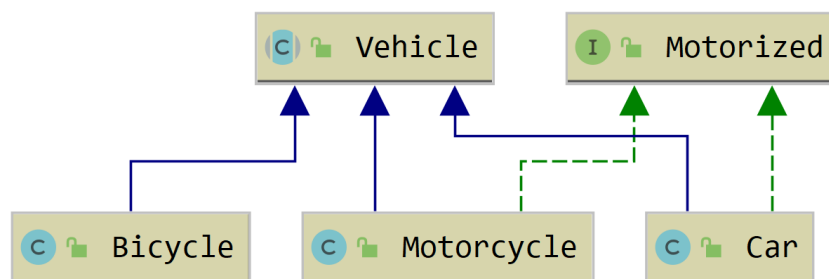 C Vehicle
I Motorized
C Bicycle
C Motorcycle
C Car